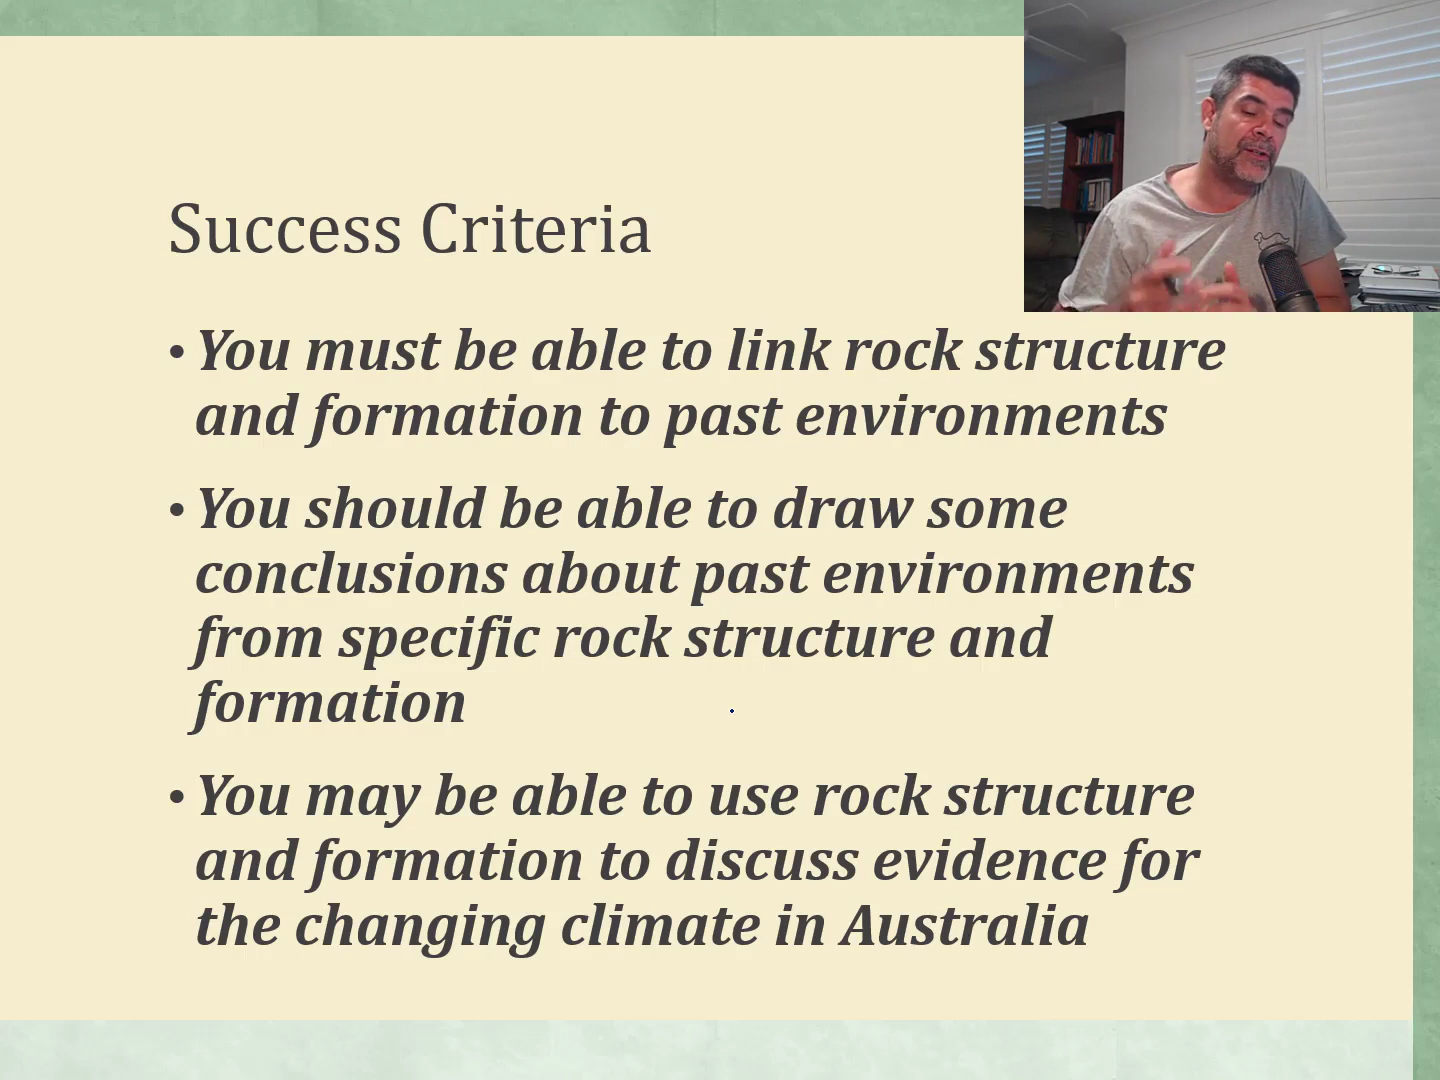 Success Criteria
• You must be able to link rock structure
and formation to past environments
• You should be able to draw some
conclusions about past environments
from specific rock structure and
formation
• You may be able to use rock structure
and formation to discuss evidence for
the changing climate in Australia